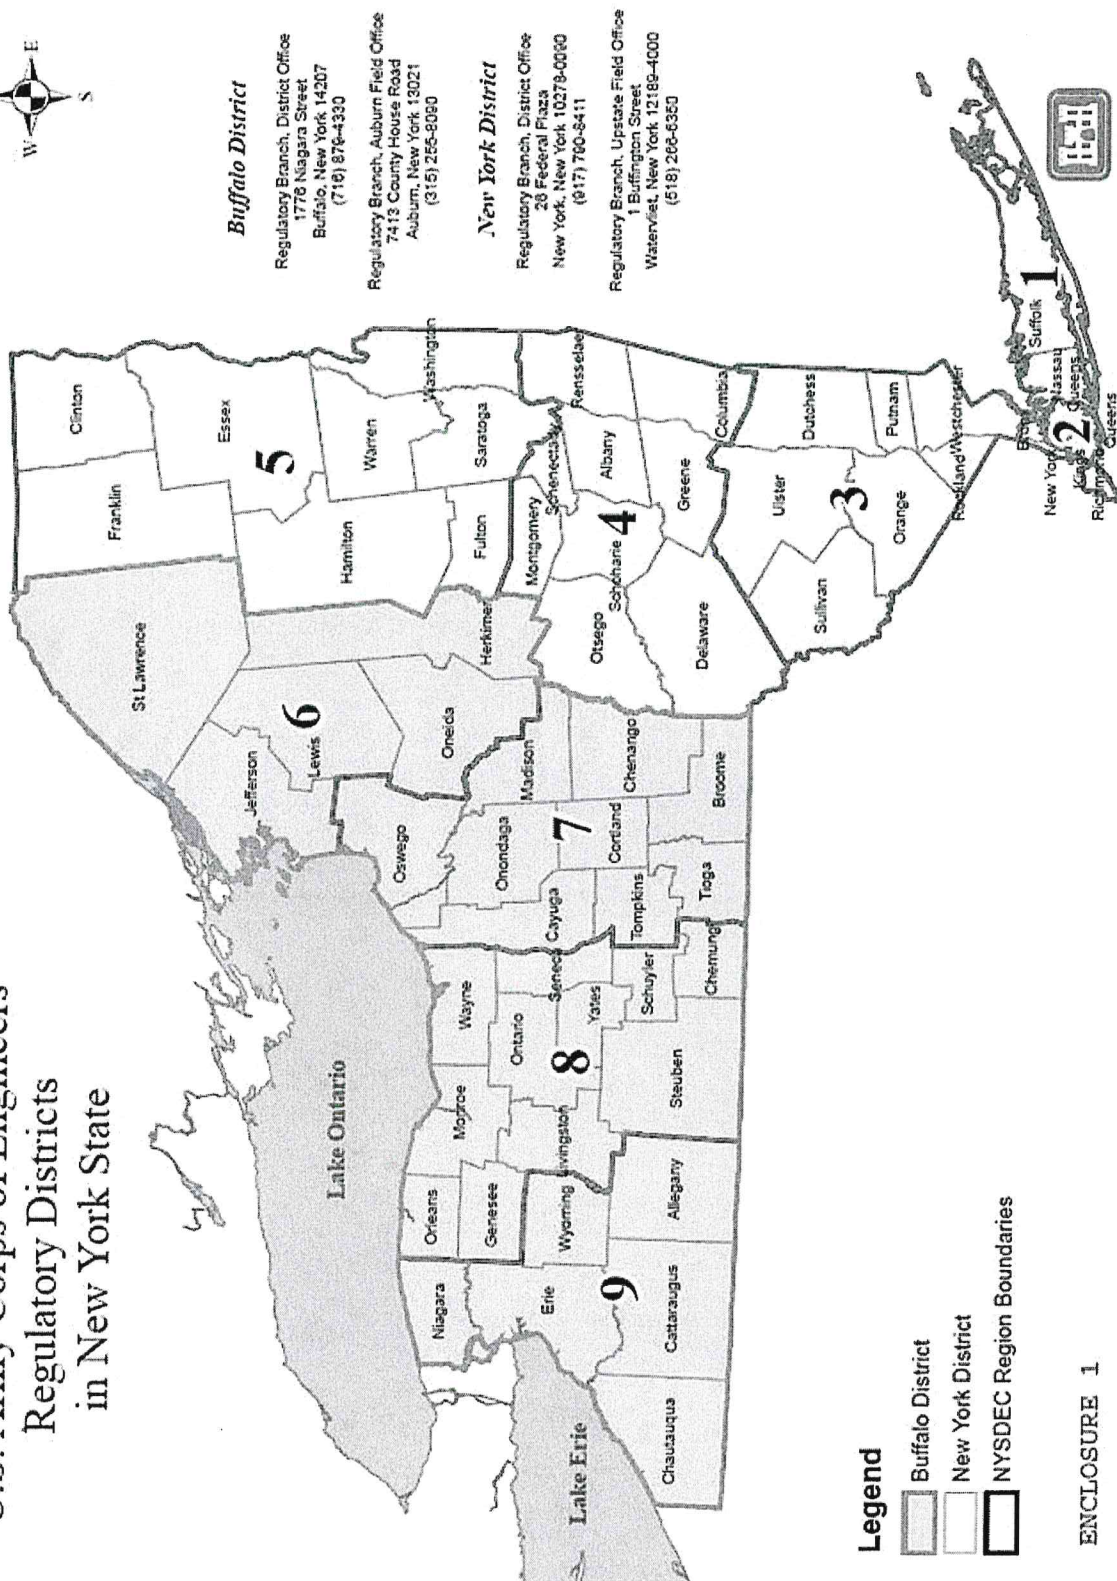 U.S. Army Corps of Engineers
Regulatory Districts
in New York State
W
E
S
Buffalo District
Regulatory Branch, District Office
1776 Niagara Street
Buffalo, New York 14207
(716) 879-4330
Regulatory Branch, Auburn Field Office
7413 County House Road
Auburn, New York 13021
(315) 255-8090
New York District
Regulatory Branch, District Office
26 Federal Plaza
New York, New York 10278-0090
(917) 790-8411
Regulatory Branch, Upstate Field Office
1 Buffington Street
Watervliet, New York 12189-4000
(518) 266-6350
Clinton
Franklin
Essex
St Lawrence
5
Hamilton
Warren
Washington
Jefferson
Lewis
6
Herkimer
Fulton
Saratoga
Oneida
Oswego
Montgomery
Schenectady
Rensselaer
Lake Ontario
Niagara
Orleans
Monroe
Wayne
Genesee
Ontario
Seneca
Cayuga
Onondaga
Madison
Otsego
Schoharie
4
Albany
Erie
Wyoming
Livingston
8
Yates
7
Cortland
Chenango
Greene
Columbia
Lake Erie
9
Schuyler
Tompkins
Delaware
Chautauqua
Cattaraugus
Allegany
Steuben
Chemung
Tioga
Broome
Ulster
Dutchess
Sullivan
3
Orange
Putnam
Rockland
Westchester
New York
Kings
2
Nassau
Queens
Suffolk
1
Queens
Legend
Buffalo District
New York District
NYSDEC Region Boundaries
ENCLOSURE 1